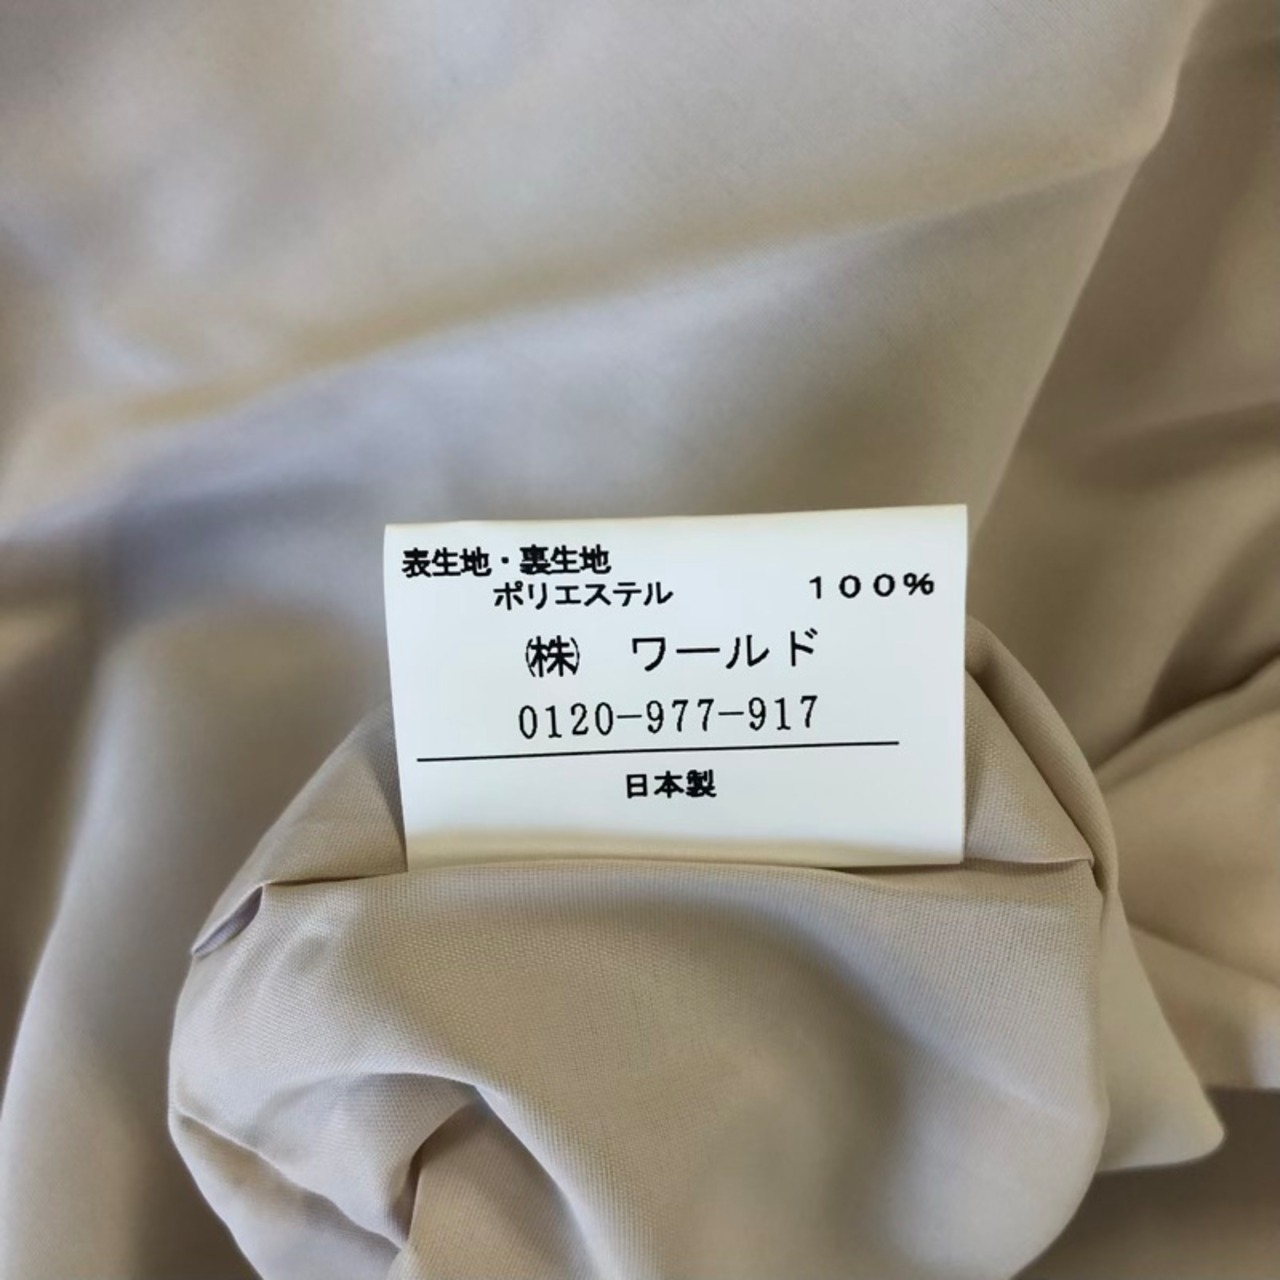 表生地・裏生地
ポリエステル 100%
㈱ ワールド
0120-977-917
日本製